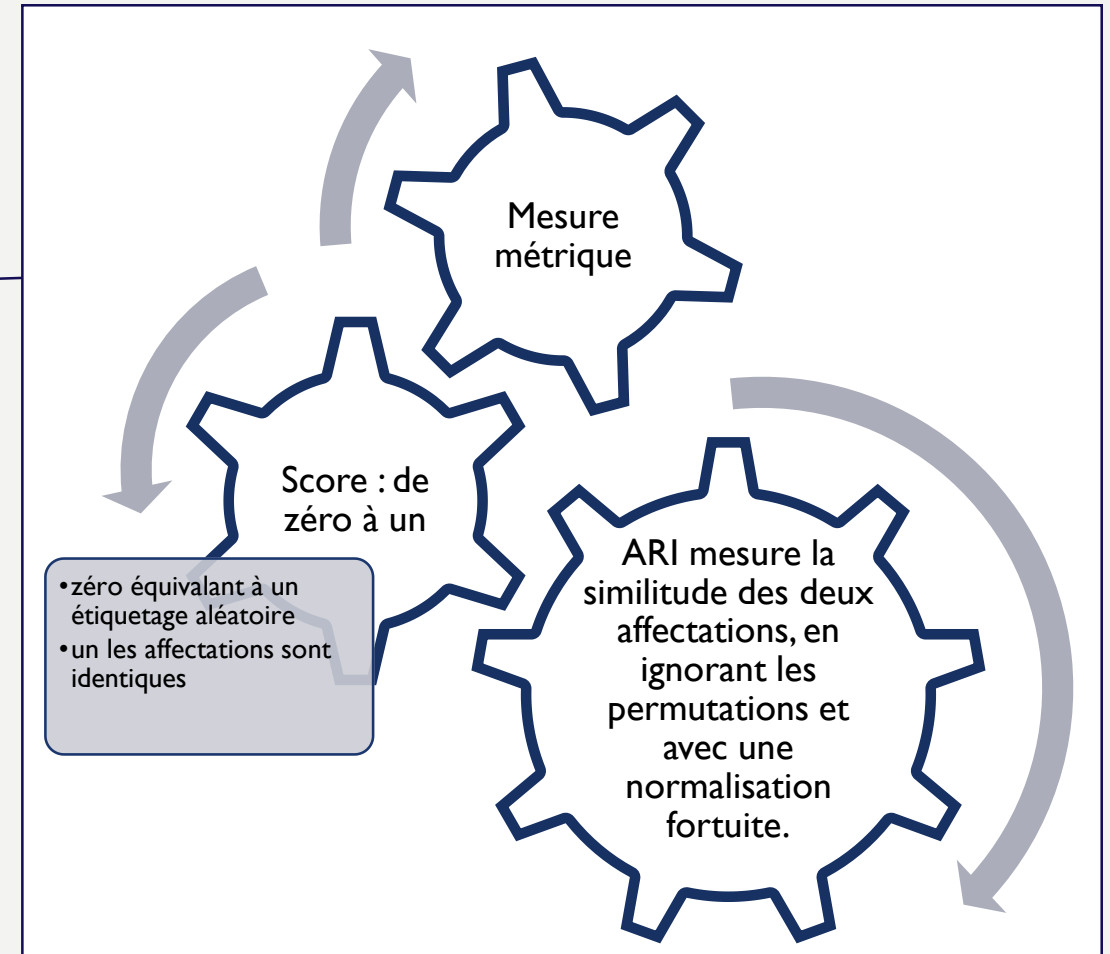 Mesure
métrique
Score : de
zéro à un
•zéro équivalant à un
étiquetage aléatoire
•un les affectations sont
identiques
ARI mesure la
similitude des deux
affectations, en
ignorant les
permutations et
avec une
normalisation
fortuite.